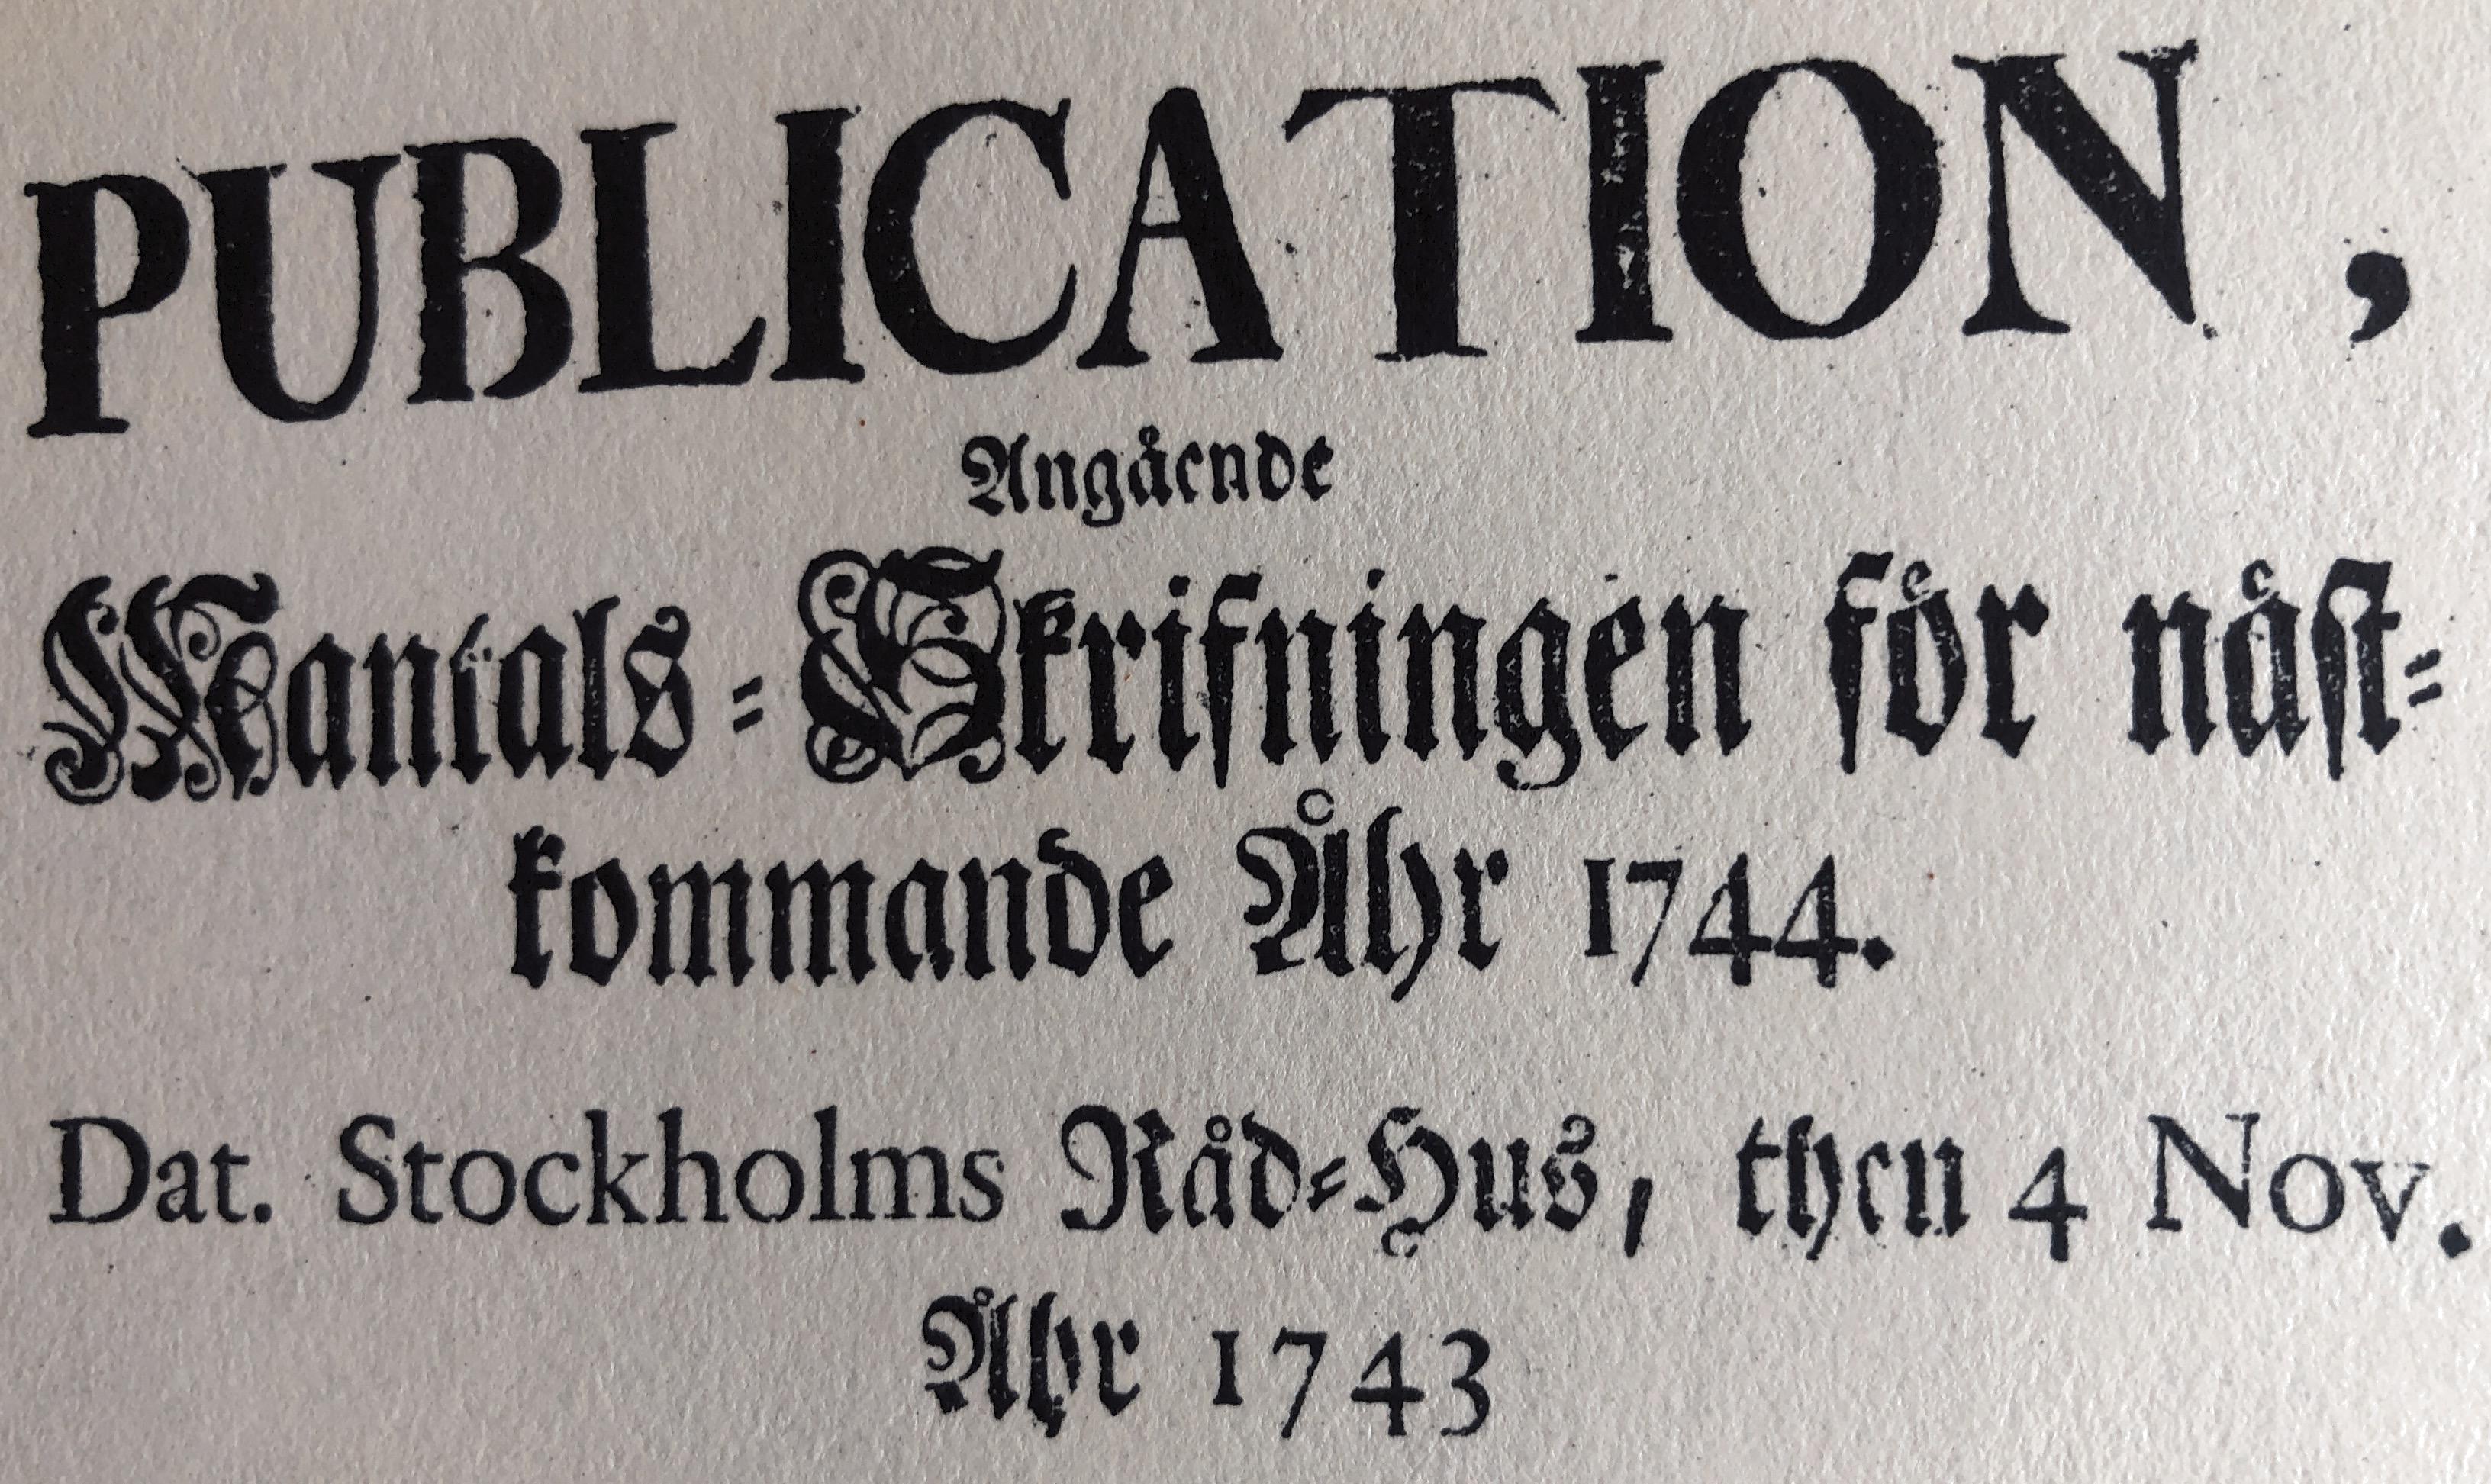 PUBLICATION,
Angående
Mantals-Skrifningen för näst-
kommande Åhr 1744.
Dat. Stockholms Råd-Hus, then 4 Nov.
Åhr 1743